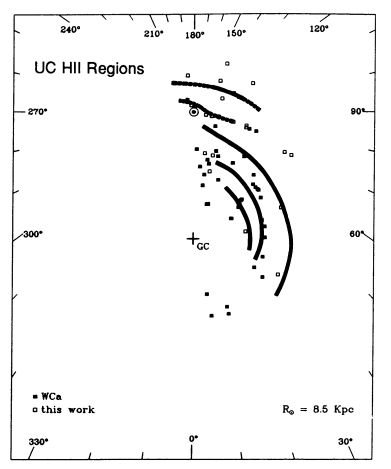 240° 210° 180° 150° 120°
UC HII Regions
270° 90°
300° 60°
GC
WCa
this work
R⊙ = 8.5 Kpc
330° 0° 30°